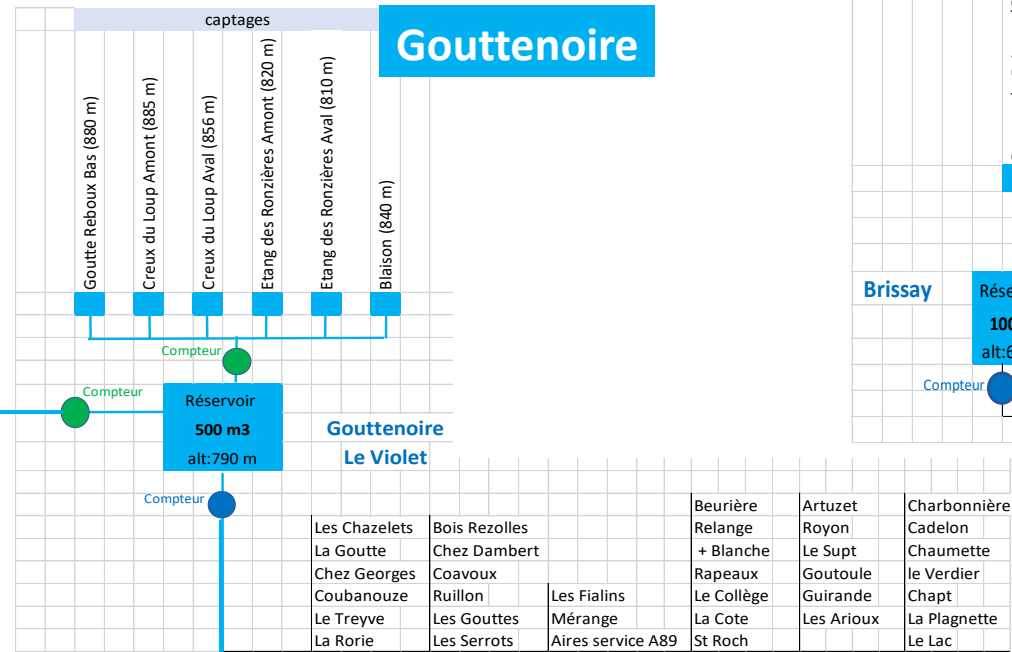 captages
Gouttenoire
Goutte Reboux Bas (880 m)
Creux du Loup Amont (885 m)
Creux du Loup Aval (856 m)
Etang des Ronzières Amont (820 m)
Etang des Ronzières Aval (810 m)
Blaison (840 m)
Compteur
Compteur
Réservoir
500 m3
alt:790 m
Gouttenoire
Le Violet
Compteur
Brissay
Compteur
Les Chazelets
La Goutte
Chez Georges
Coubanouze
Le Treyve
La Rorie
Bois Rezolles
Chez Dambert
Coavoux
Ruillon
Les Gouttes
Les Serrots
Les Fialins
Mérange
Aires service A89
Beurière
Relange
+ Blanche
Rapeaux
Le Collège
La Cote
St Roch
Artuzet
Royon
Le Supt
Goutoule
Guirande
Les Arioux
Charbonnière
Cadelon
Chaumette
le Verdier
Chapt
La Plagnette
Le Lac